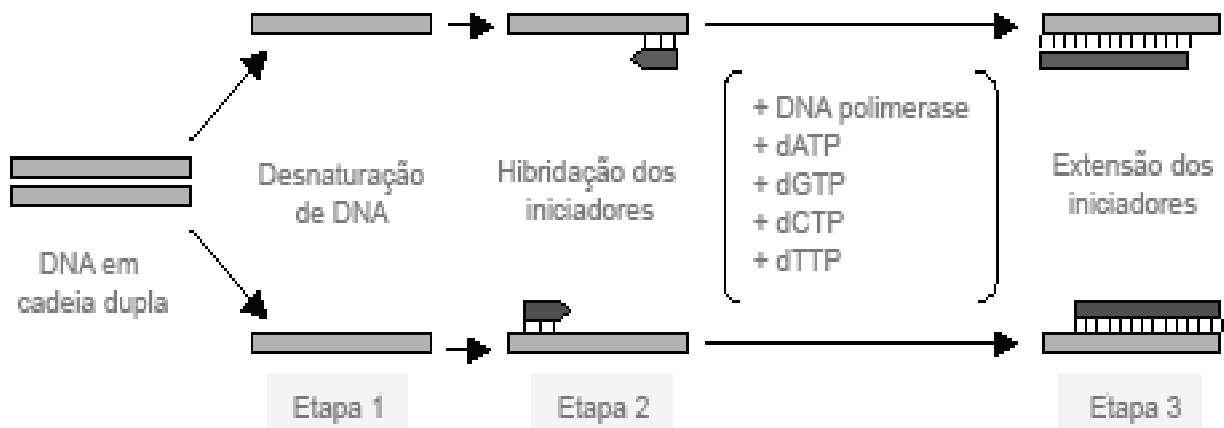 DNA em
cadeia dupla
Desnaturação
de DNA
Hibridação dos
iniciadores
+ DNA polimerase
+ dATP
+ dGTP
+ dCTP
+ dTTP
Extensão dos
iniciadores
Etapa 1
Etapa 2
Etapa 3